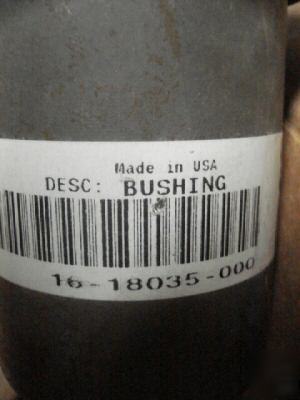 Made in USA
DESC: BUSHING
16-18035-000